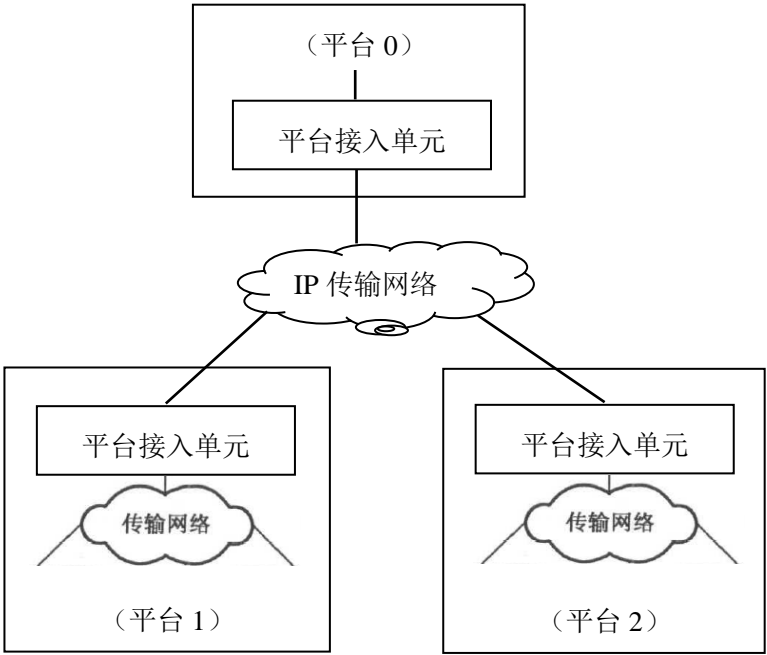 （平台 0）
平台接入单元
IP 传输网络
平台接入单元
平台接入单元
传输网络
传输网络
（平台 1）
（平台 2）